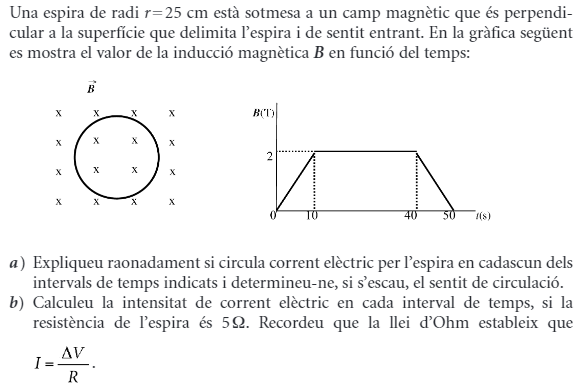 Una espira de radi r=25 cm està sotmesa a un camp magnètic que és perpendi-
cular a la superfície que delimita l'espira i de sentit entrant. En la gràfica següent
es mostra el valor de la inducció magnètica B en funció del temps:
B⃗
x x x x
x x x x
x x x x
x x x x
B(T)
2
0 10 40 50 t(s)
a) Expliqueu raonadament si circula corrent elèctric per l'espira en cadascun dels
intervals de temps indicats i determineu-ne, si s'escau, el sentit de circulació.
b) Calculeu la intensitat de corrent elèctric en cada interval de temps, si la
resistència de l'espira és 5 Ω. Recordeu que la llei d'Ohm estableix que
I = ΔV / R .